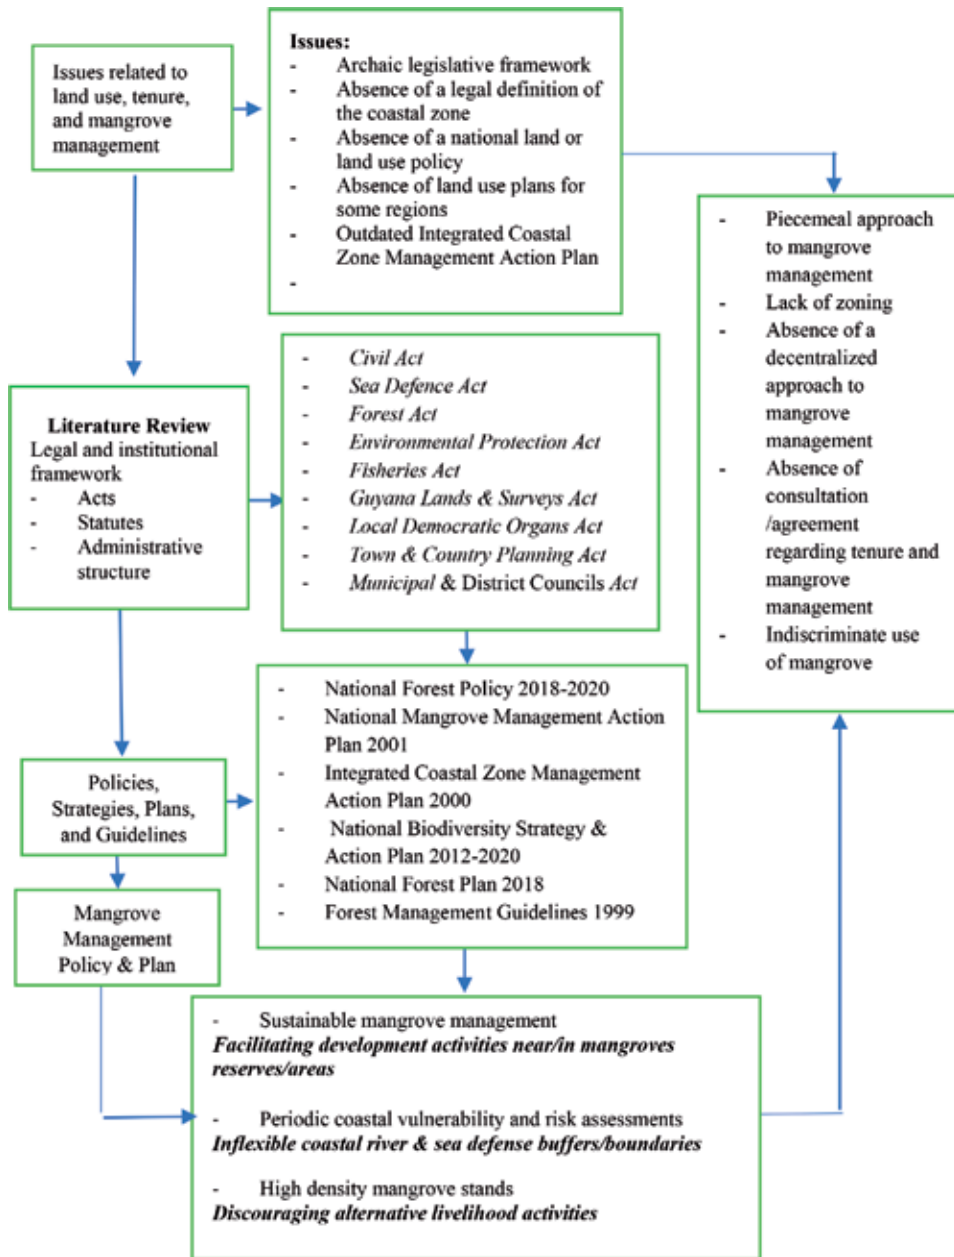 Issues related to
land use, tenure,
and mangrove
management
Issues:
- Archaic legislative framework
- Absence of a legal definition of
the coastal zone
- Absence of a national land or
land use policy
- Absence of land use plans for
some regions
- Outdated Integrated Coastal
Zone Management Action Plan
-
- Piecemeal approach
to mangrove
management
- Lack of zoning
- Absence of a
decentralized
approach to
mangrove
management
- Absence of
consultation
/agreement
regarding tenure and
mangrove
management
- Indiscriminate use
of mangrove
Literature Review
Legal and institutional
framework
- Acts
- Statutes
- Administrative
structure
- Civil Act
- Sea Defence Act
- Forest Act
- Environmental Protection Act
- Fisheries Act
- Guyana Lands & Surveys Act
- Local Democratic Organs Act
- Town & Country Planning Act
- Municipal & District Councils Act
Policies,
Strategies, Plans,
and Guidelines
- National Forest Policy 2018-2020
- National Mangrove Management Action
Plan 2001
- Integrated Coastal Zone Management
Action Plan 2000
- National Biodiversity Strategy &
Action Plan 2012-2020
- National Forest Plan 2018
- Forest Management Guidelines 1999
Mangrove
Management
Policy & Plan
- Sustainable mangrove management
Facilitating development activities near/in mangroves
reserves/areas
- Periodic coastal vulnerability and risk assessments
Inflexible coastal river & sea defense buffers/boundaries
- High density mangrove stands
Discouraging alternative livelihood activities